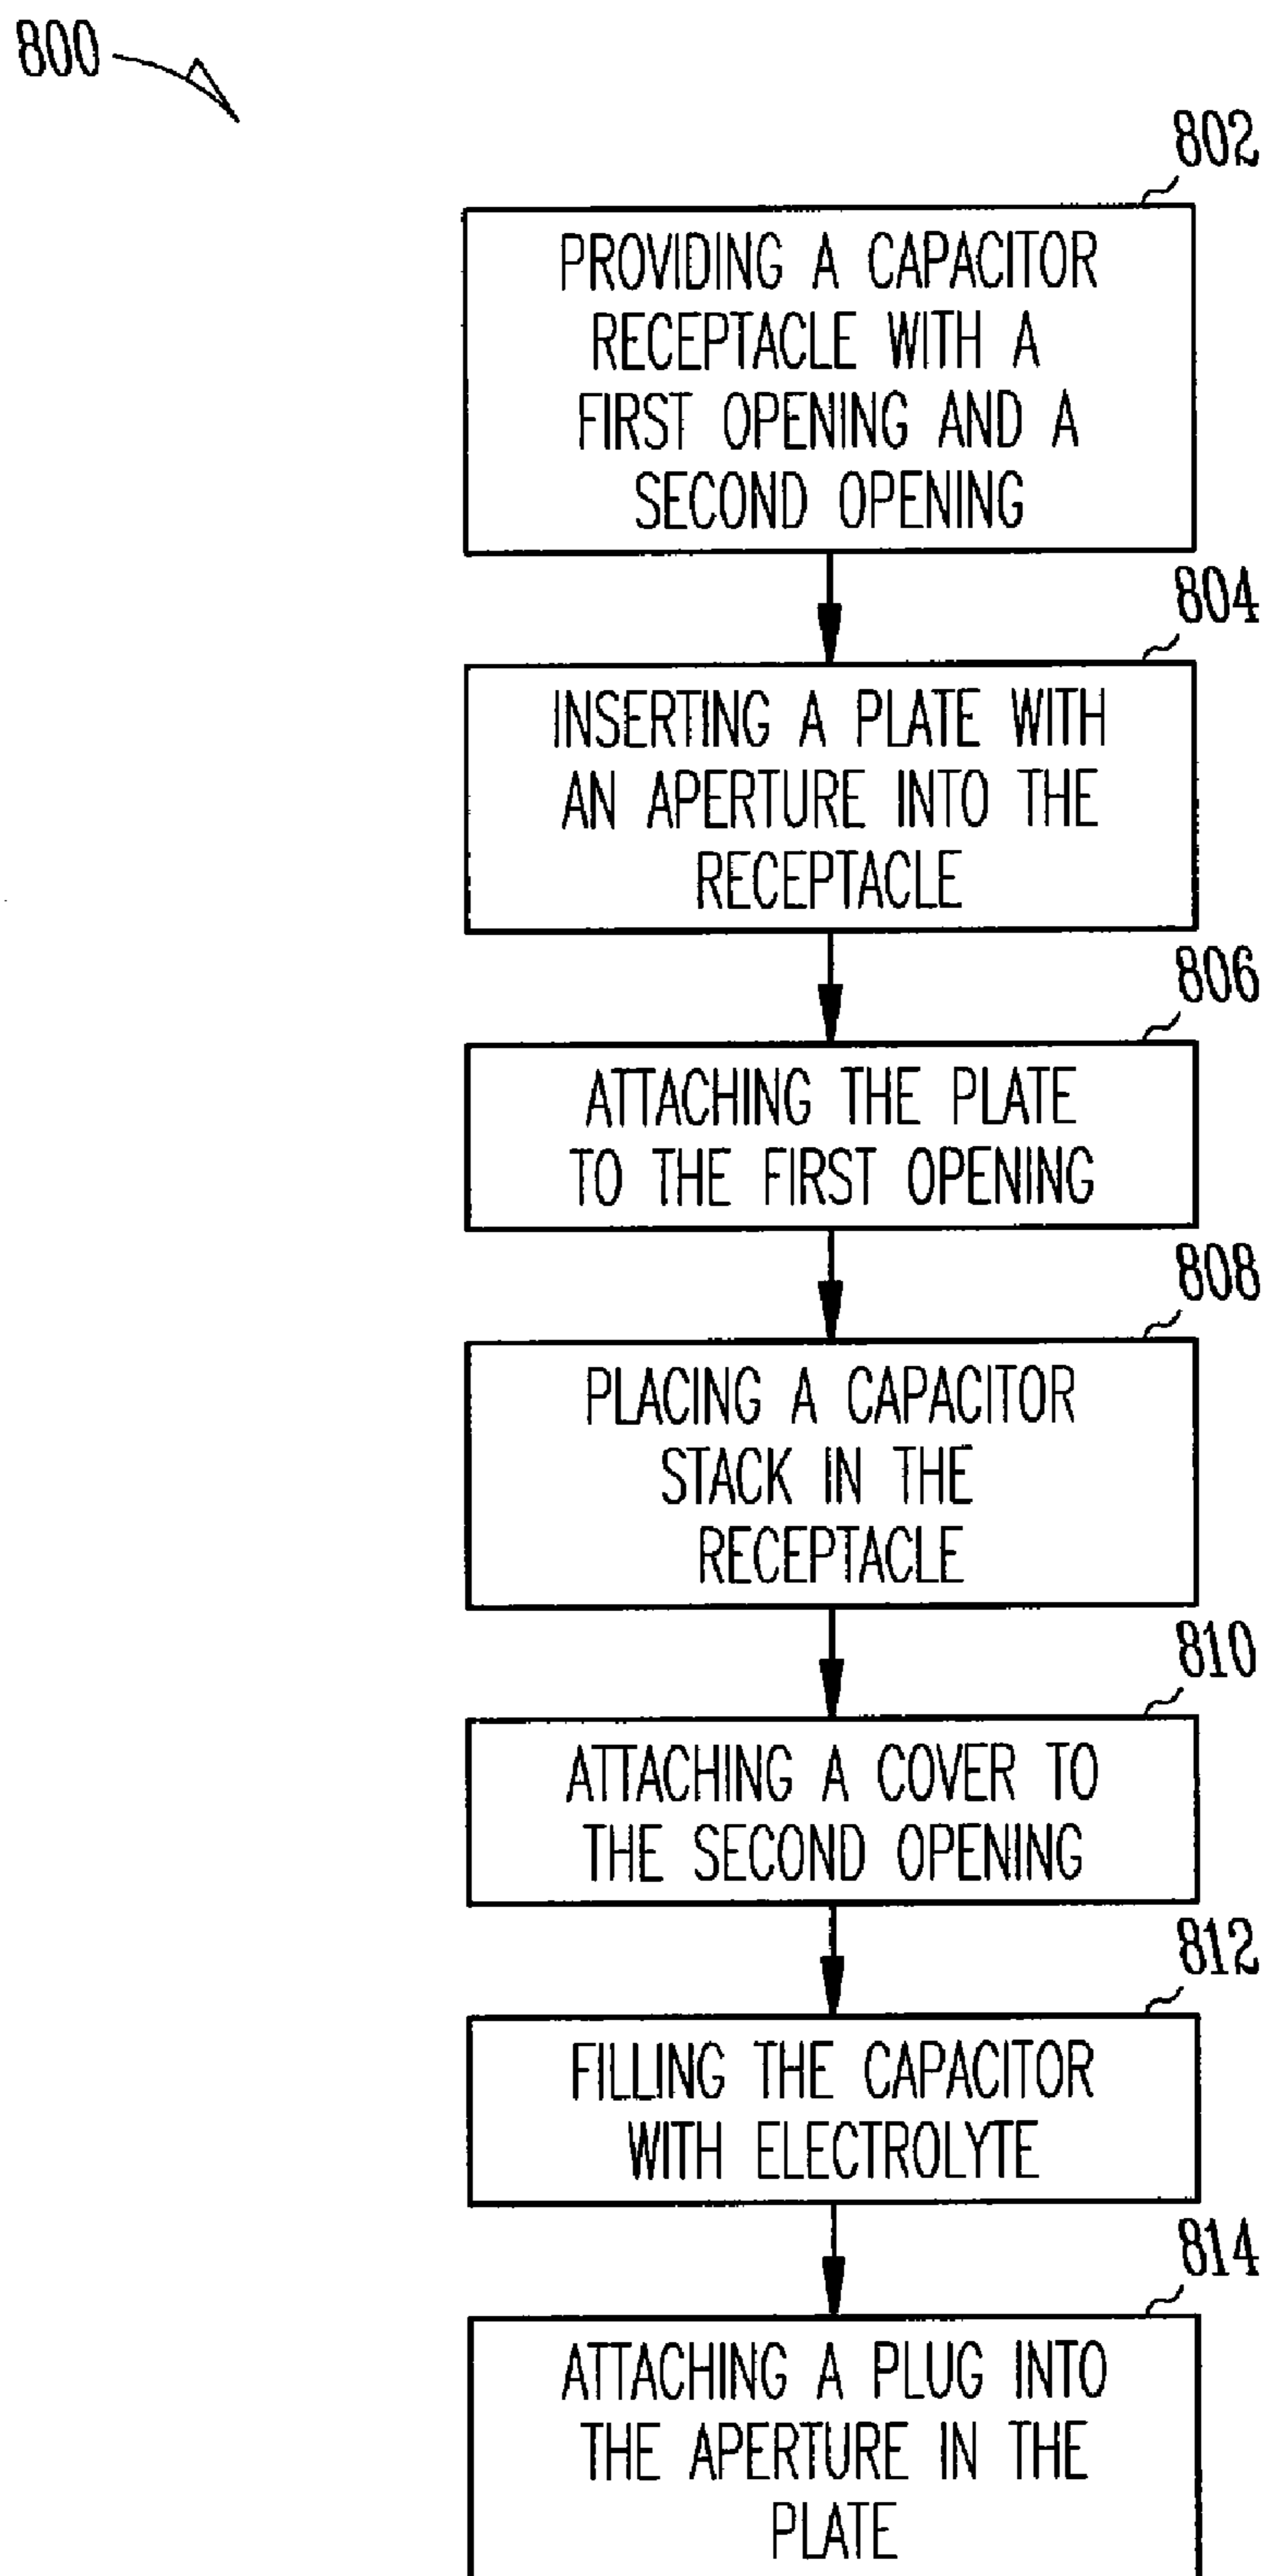 800
802
PROVIDING A CAPACITOR
RECEPTACLE WITH A
FIRST OPENING AND A
SECOND OPENING
804
INSERTING A PLATE WITH
AN APERTURE INTO THE
RECEPTACLE
806
ATTACHING THE PLATE
TO THE FIRST OPENING
808
PLACING A CAPACITOR
STACK IN THE
RECEPTACLE
810
ATTACHING A COVER TO
THE SECOND OPENING
812
FILLING THE CAPACITOR
WITH ELECTROLYTE
814
ATTACHING A PLUG INTO
THE APERTURE IN THE
PLATE